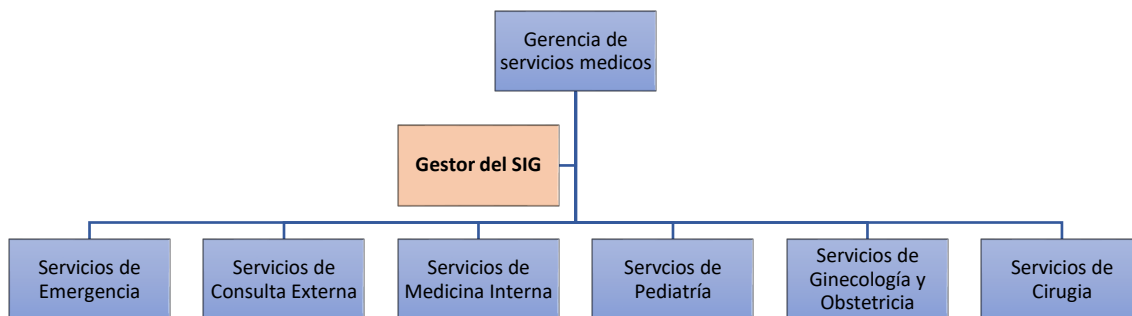 Gerencia de
servicios medicos
Gestor del SIG
Servicios de
Emergencia
Servicios de
Consulta Externa
Servicios de
Medicina Interna
Servcios de
Pediatría
Servicios de
Ginecología y
Obstetricia
Servicios de
Cirugia